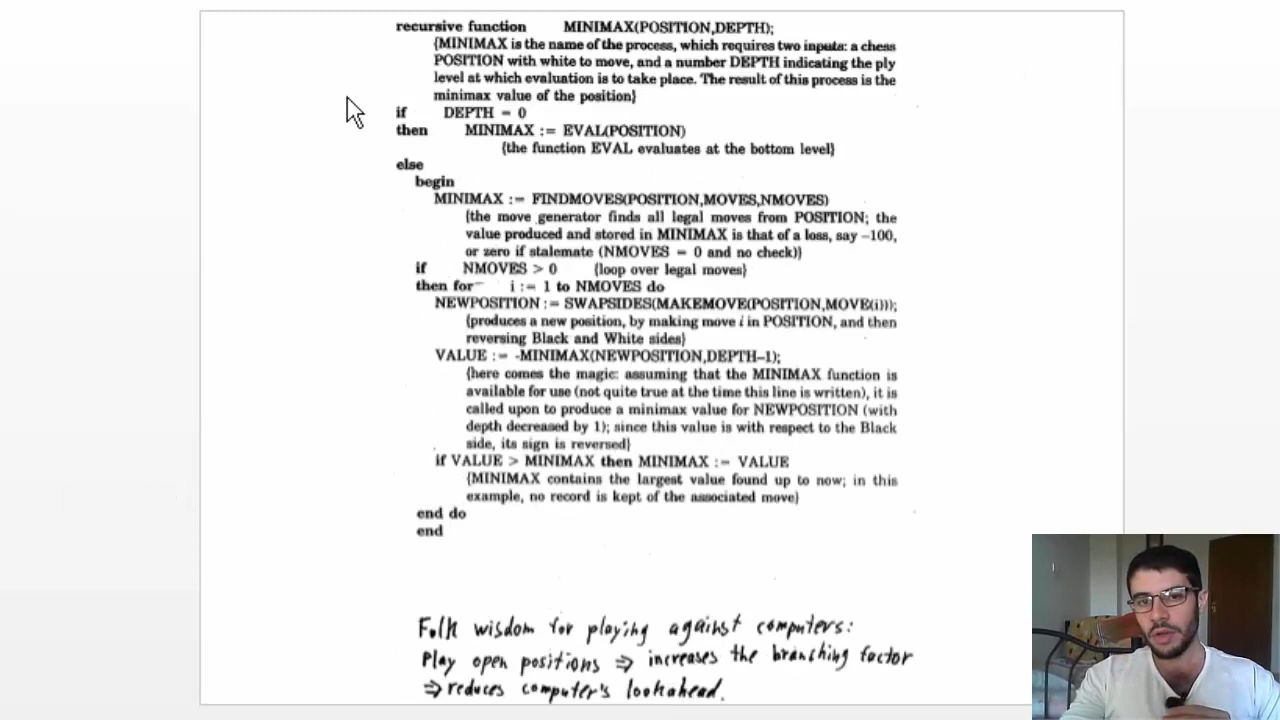 recursive function MINIMAX(POSITION,DEPTH);
{MINIMAX is the name of the process, which requires two inputs: a chess
POSITION with white to move, and a number DEPTH indicating the ply
level at which evaluation is to take place. The result of this process is the
minimax value of the position}
if DEPTH = 0
then MINIMAX := EVAL(POSITION)
{the function EVAL evaluates at the bottom level}
else
begin
MINIMAX := FINDMOVES(POSITION,MOVES,NMOVES)
{the move generator finds all legal moves from POSITION; the
value produced and stored in MINIMAX is that of a loss, say -100,
or zero if stalemate (NMOVES = 0 and no check)}
if NMOVES > 0 {loop over legal moves}
then for i := 1 to NMOVES do
NEWPOSITION := SWAPSIDES(MAKEMOVE(POSITION,MOVE(i)));
{produces a new position, by making move i in POSITION, and then
reversing Black and White sides}
VALUE := -MINIMAX(NEWPOSITION,DEPTH-1);
{here comes the magic: assuming that the MINIMAX function is
available for use (not quite true at the time this line is written), it is
called upon to produce a minimax value for NEWPOSITION (with
depth decreased by 1); since this value is with respect to the Black
side, its sign is reversed}
if VALUE > MINIMAX then MINIMAX := VALUE
{MINIMAX contains the largest value found up to now; in this
example, no record is kept of the associated move}
end do
end
Folk wisdom for playing against computers:
Play open positions ⇒ increases the branching factor
⇒ reduces computer's lookahead.